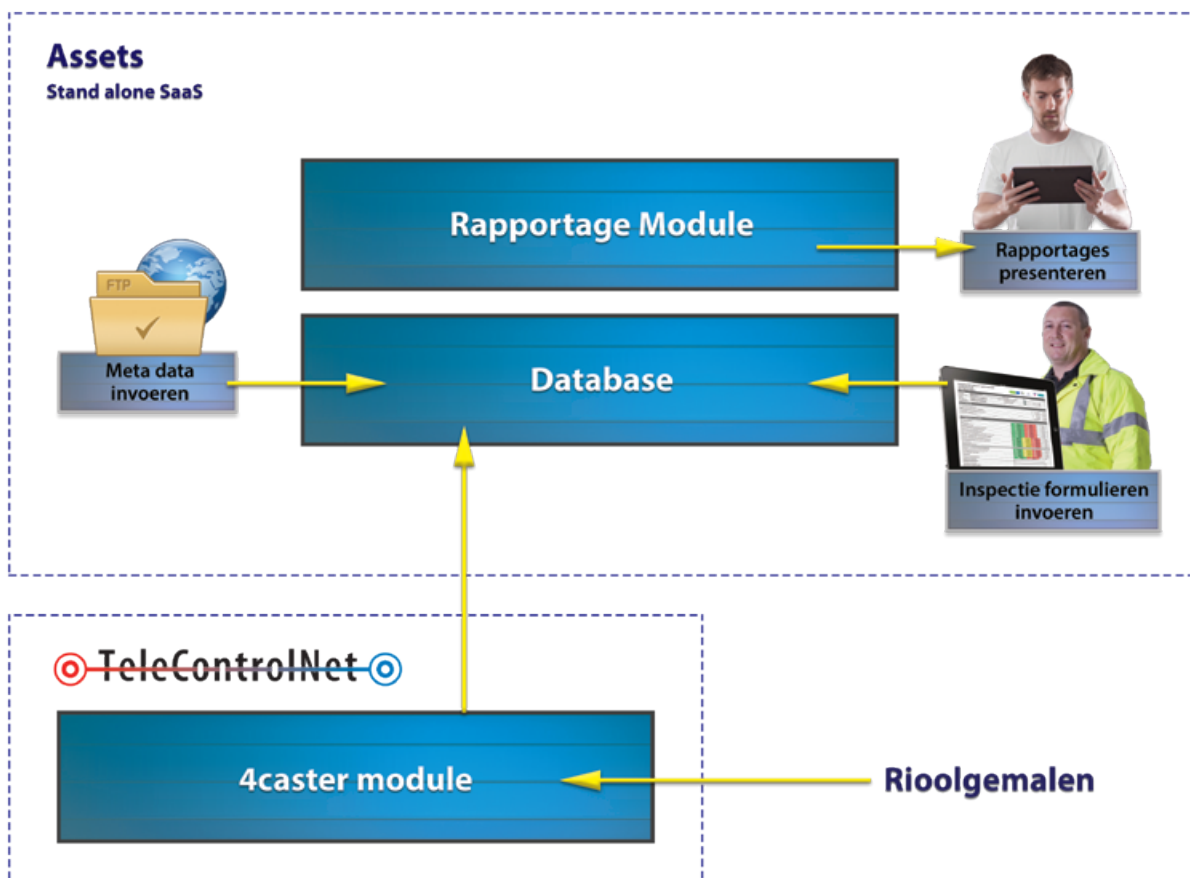 Assets
Stand alone SaaS
Rapportage Module
Rapportages
presenteren
FTP
Meta data
invoeren
Database
Inspectie formulieren
invoeren
TeleControlNet
4caster module
Rioolgemalen